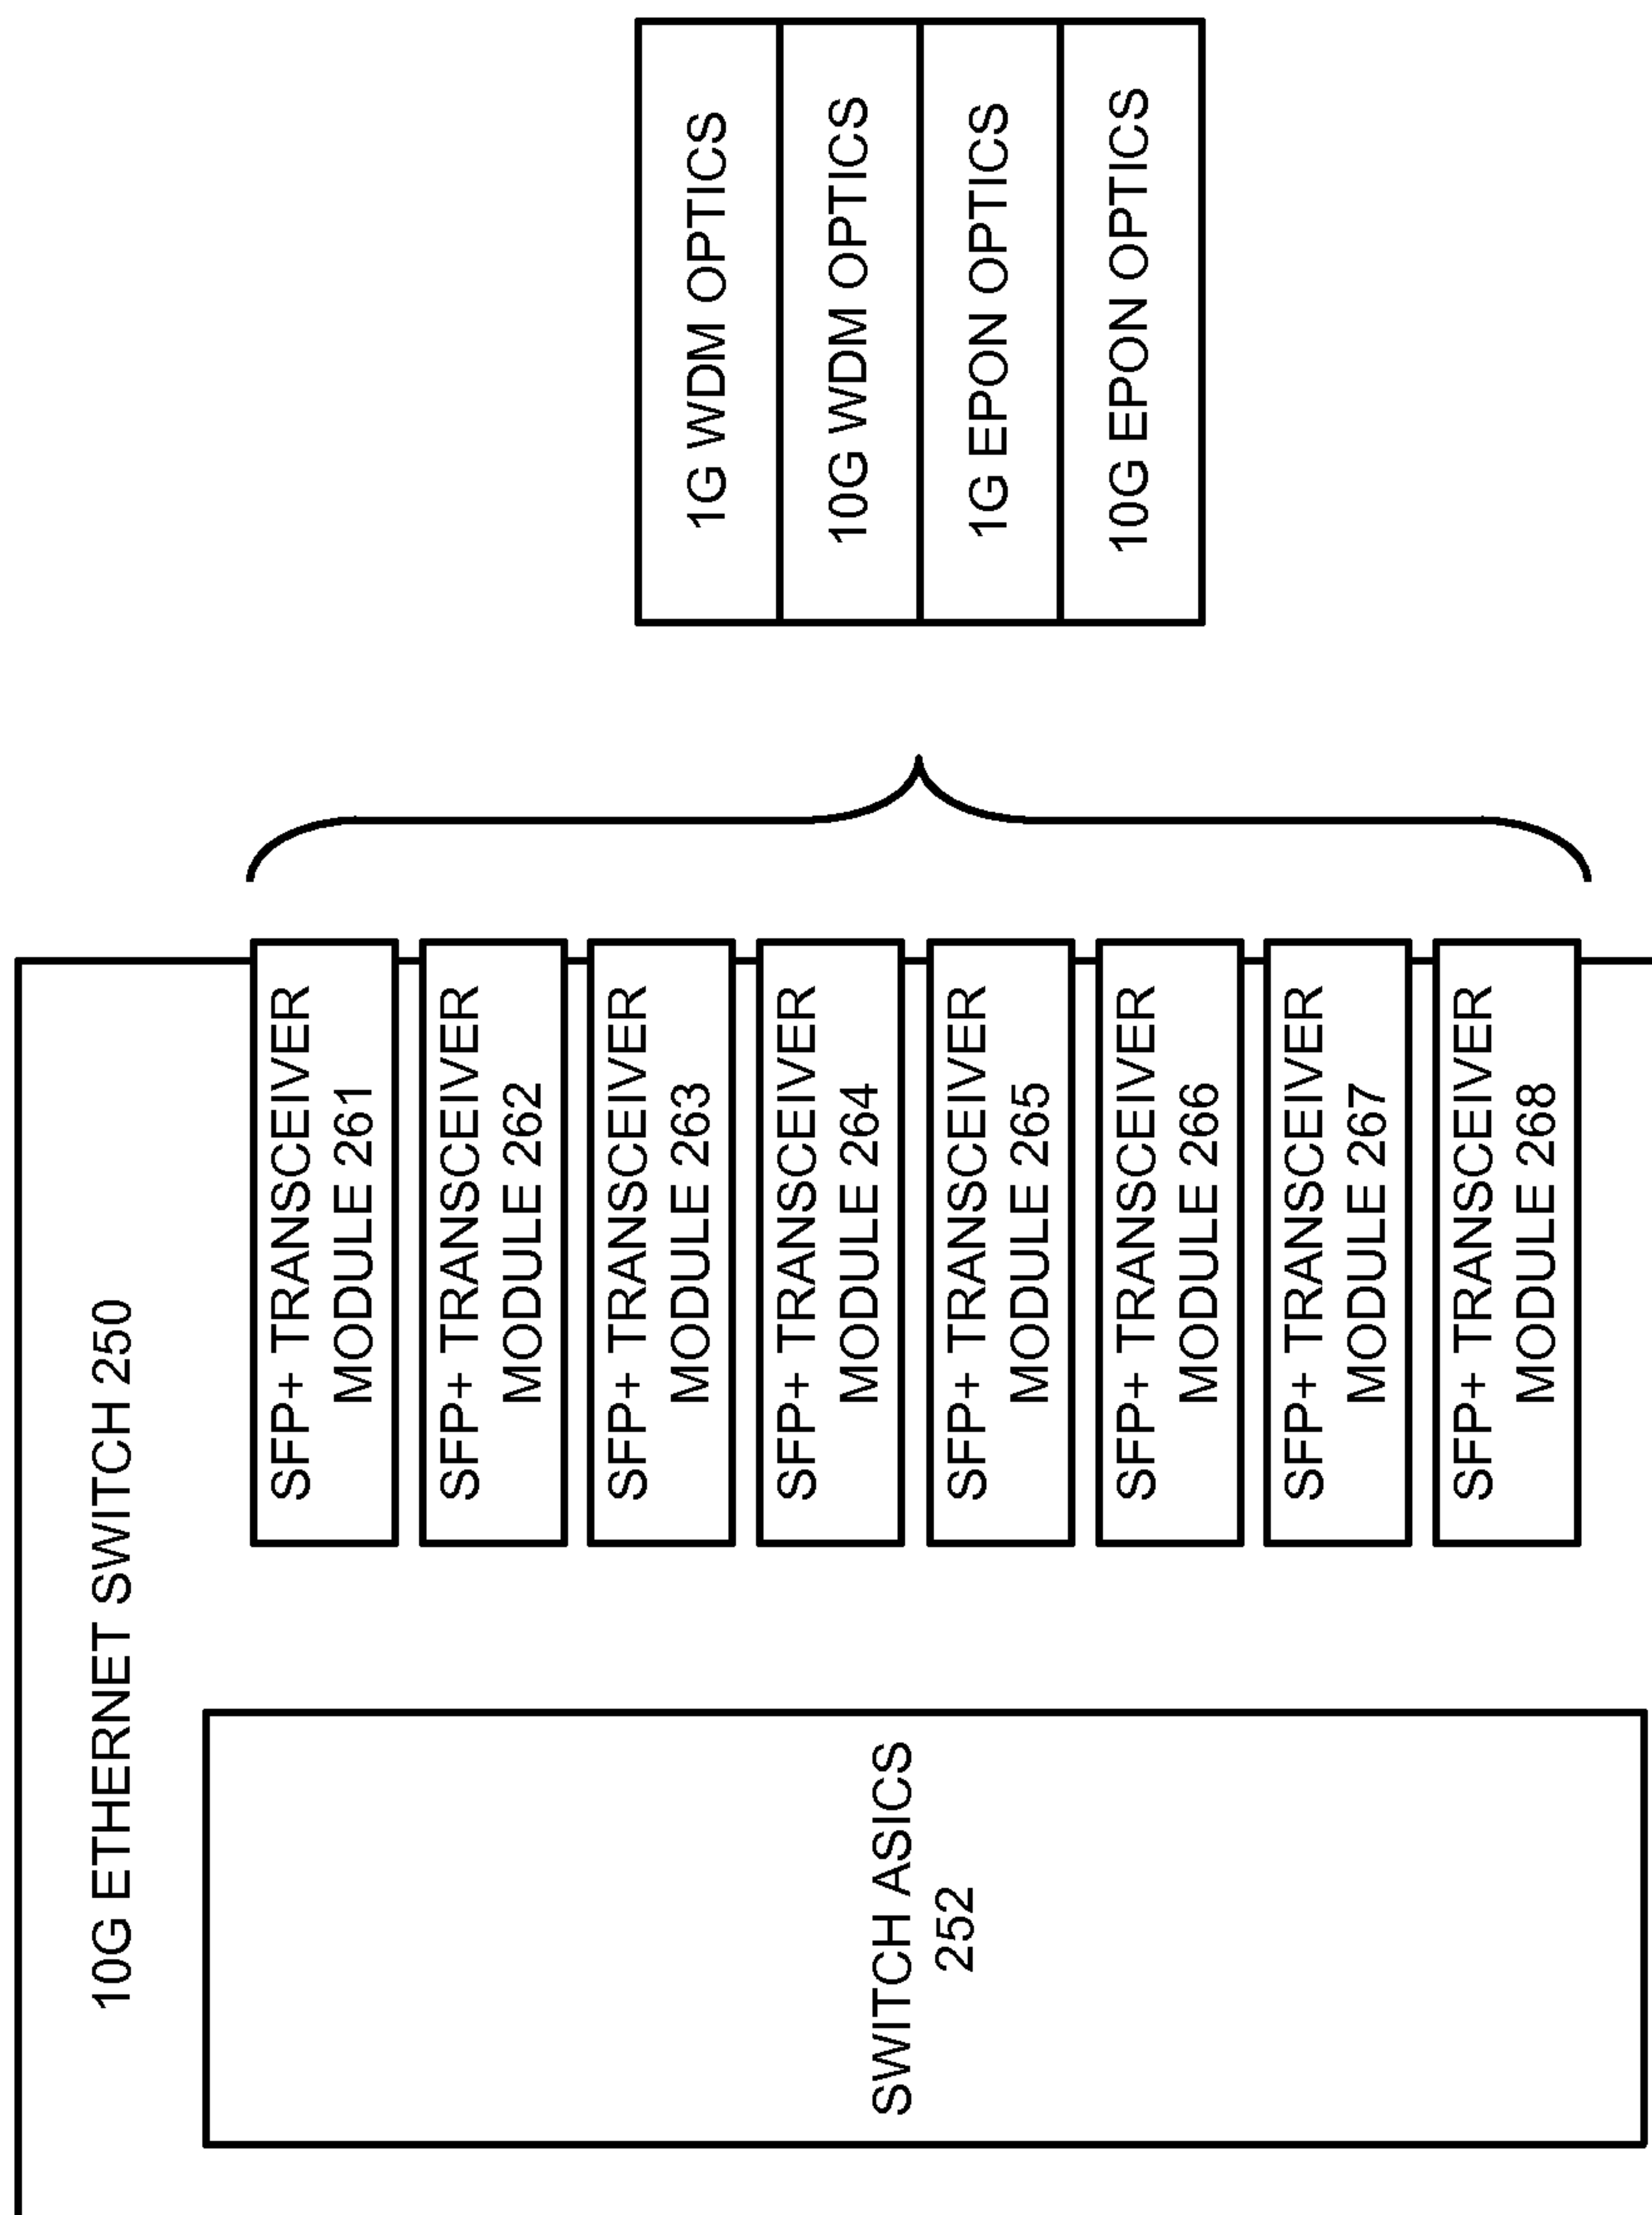 10G ETHERNET SWITCH 250
SWITCH ASICS
252
SFP+ TRANSCEIVER
MODULE 261
SFP+ TRANSCEIVER
MODULE 262
SFP+ TRANSCEIVER
MODULE 263
SFP+ TRANSCEIVER
MODULE 264
SFP+ TRANSCEIVER
MODULE 265
SFP+ TRANSCEIVER
MODULE 266
SFP+ TRANSCEIVER
MODULE 267
SFP+ TRANSCEIVER
MODULE 268
1G WDM OPTICS
10G WDM OPTICS
1G EPON OPTICS
10G EPON OPTICS